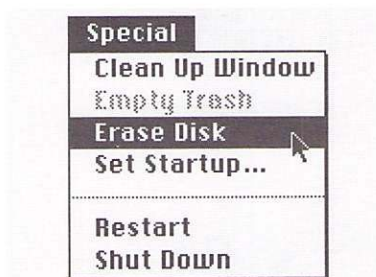 Special
Clean Up Window
Empty Trash
Erase Disk
Set Startup...
Restart
Shut Down